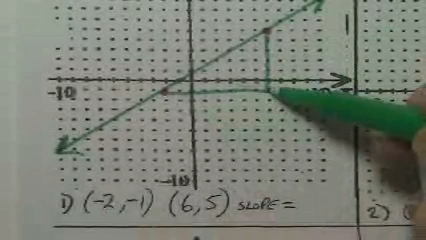 -10
-10
1) (-2,-1) (6,5) SLOPE =
2) (